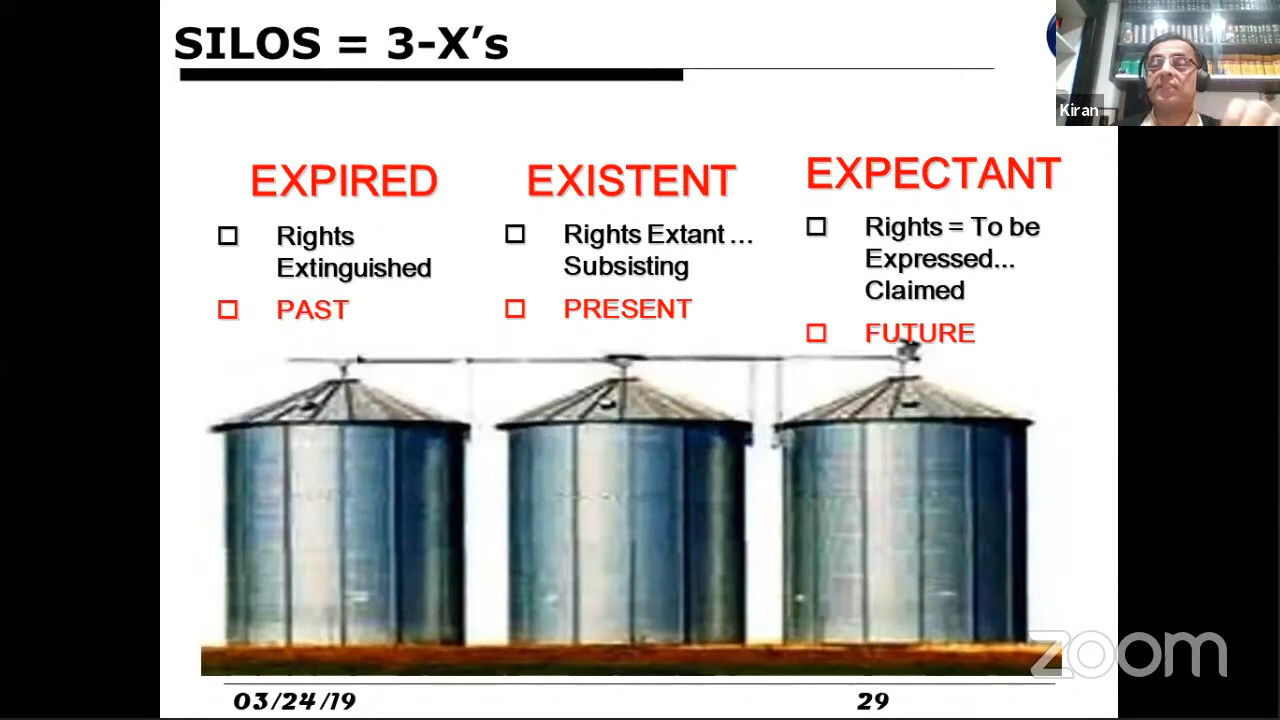 SILOS = 3-X’s
Kiran
EXPIRED
Rights
Extinguished
PAST
EXISTENT
Rights Extant ...
Subsisting
PRESENT
EXPECTANT
Rights = To be
Expressed...
Claimed
FUTURE
03/24/19
29
zoom